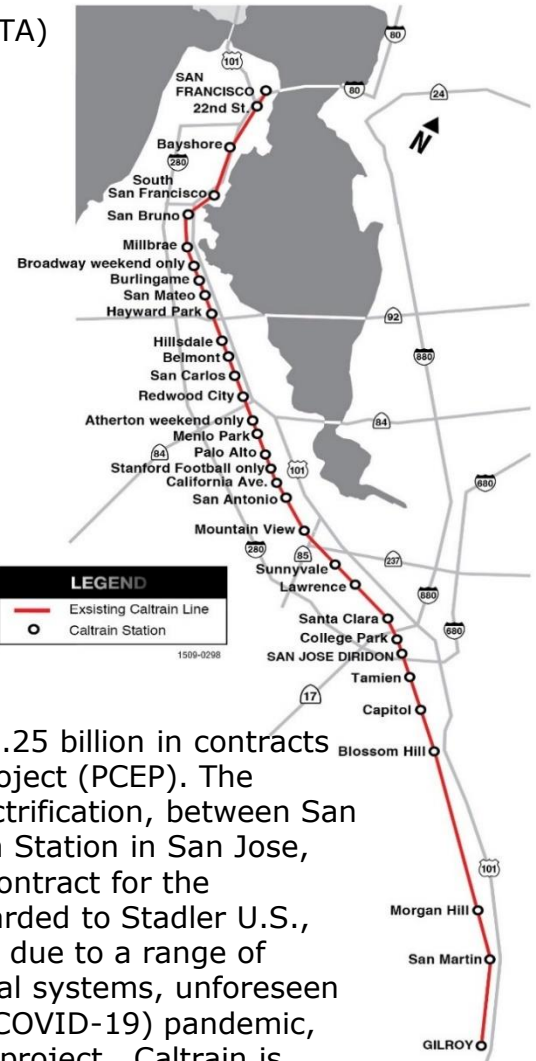 TA)
80
101
SAN
FRANCISCO
80
24
22nd St.
N
Bayshore
280
South
San Francisco
San Bruno
Millbrae
Broadway weekend only
Burlingame
San Mateo
Hayward Park
92
Hillsdale
880
Belmont
San Carlos
Redwood City
Atherton weekend only
84
Menlo Park
84
Palo Alto
Stanford Football only
101
California Ave.
680
San Antonio
Mountain View
280
85
237
Sunnyvale
LEGEND
Lawrence
880
Exsisting Caltrain Line
Santa Clara
Caltrain Station
College Park
680
1509-0298
SAN JOSE DIRIDON
Tamien
17
Capitol
.25 billion in contracts
Blossom Hill
oject (PCEP). The
ctrification, between San
Station in San Jose,
ontract for the
101
arded to Stadler U.S.,
Morgan Hill
due to a range of
San Martin
al systems, unforeseen
COVID-19) pandemic,
GILROY
project. Caltrain is